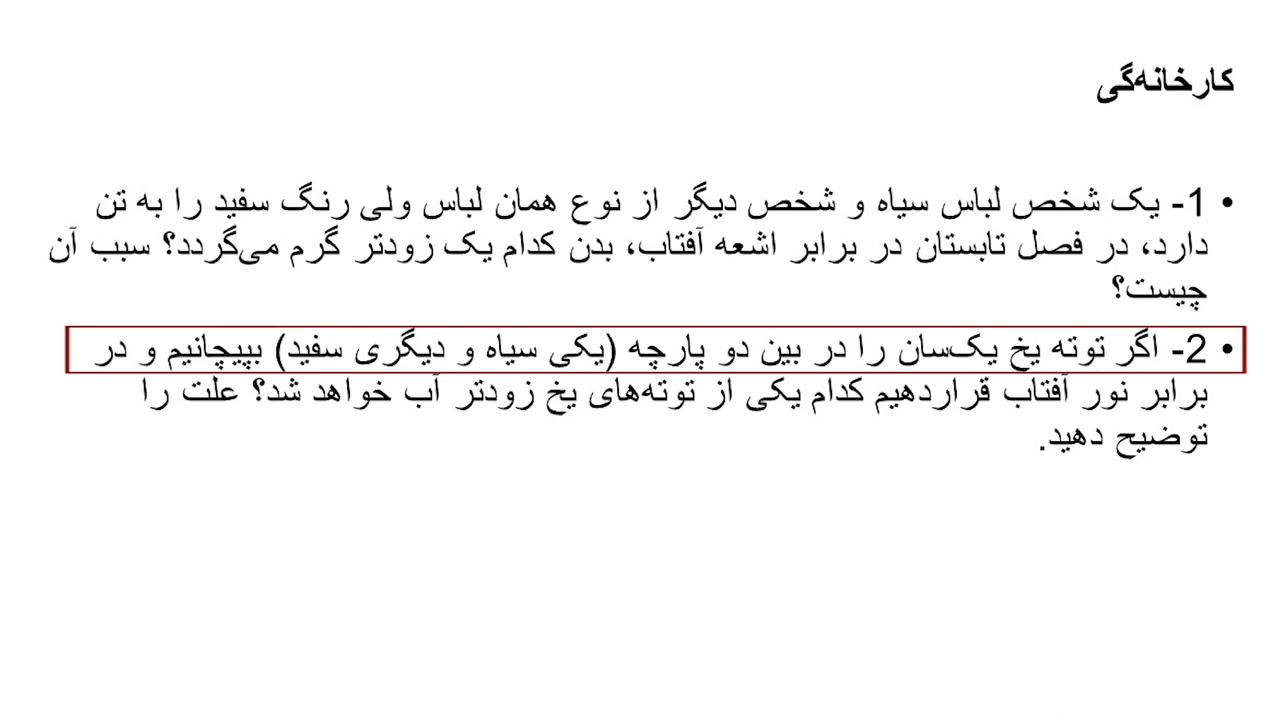 کارخانه‌گی
• 1- یک شخص لباس سیاه و شخص دیگر از نوع همان لباس ولی رنگ سفید را به تن
دارد، در فصل تابستان در برابر اشعه آفتاب، بدن کدام یک زودتر گرم می‌گردد؟ سبب آن
چیست؟
• 2- اگر توته یخ یک‌سان را در بین دو پارچه (یکی سیاه و دیگری سفید) بپیچانیم و در
برابر نور آفتاب قراردهیم کدام یکی از توته‌های یخ زودتر آب خواهد شد؟ علت را
توضیح دهید.